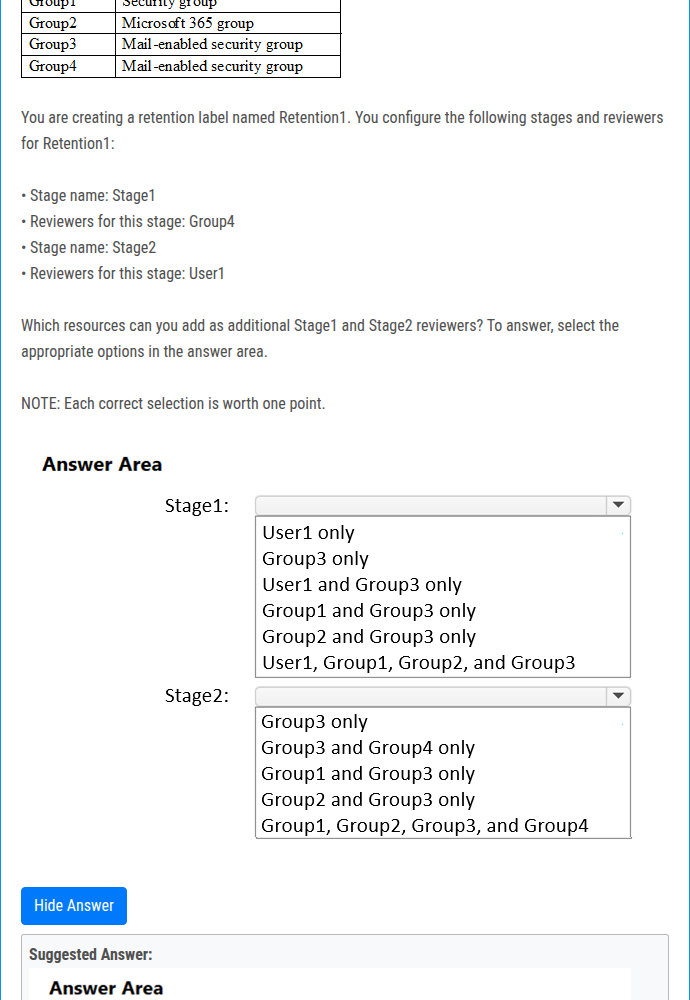 Group1 Security group
Group2 Microsoft 365 group
Group3 Mail-enabled security group
Group4 Mail-enabled security group
You are creating a retention label named Retention1. You configure the following stages and reviewers
for Retention1:
• Stage name: Stage1
• Reviewers for this stage: Group4
• Stage name: Stage2
• Reviewers for this stage: User1
Which resources can you add as additional Stage1 and Stage2 reviewers? To answer, select the
appropriate options in the answer area.
NOTE: Each correct selection is worth one point.
Answer Area
Stage1:
User1 only
Group3 only
User1 and Group3 only
Group1 and Group3 only
Group2 and Group3 only
User1, Group1, Group2, and Group3
Stage2:
Group3 only
Group3 and Group4 only
Group1 and Group3 only
Group2 and Group3 only
Group1, Group2, Group3, and Group4
Hide Answer
Suggested Answer:
Answer Area